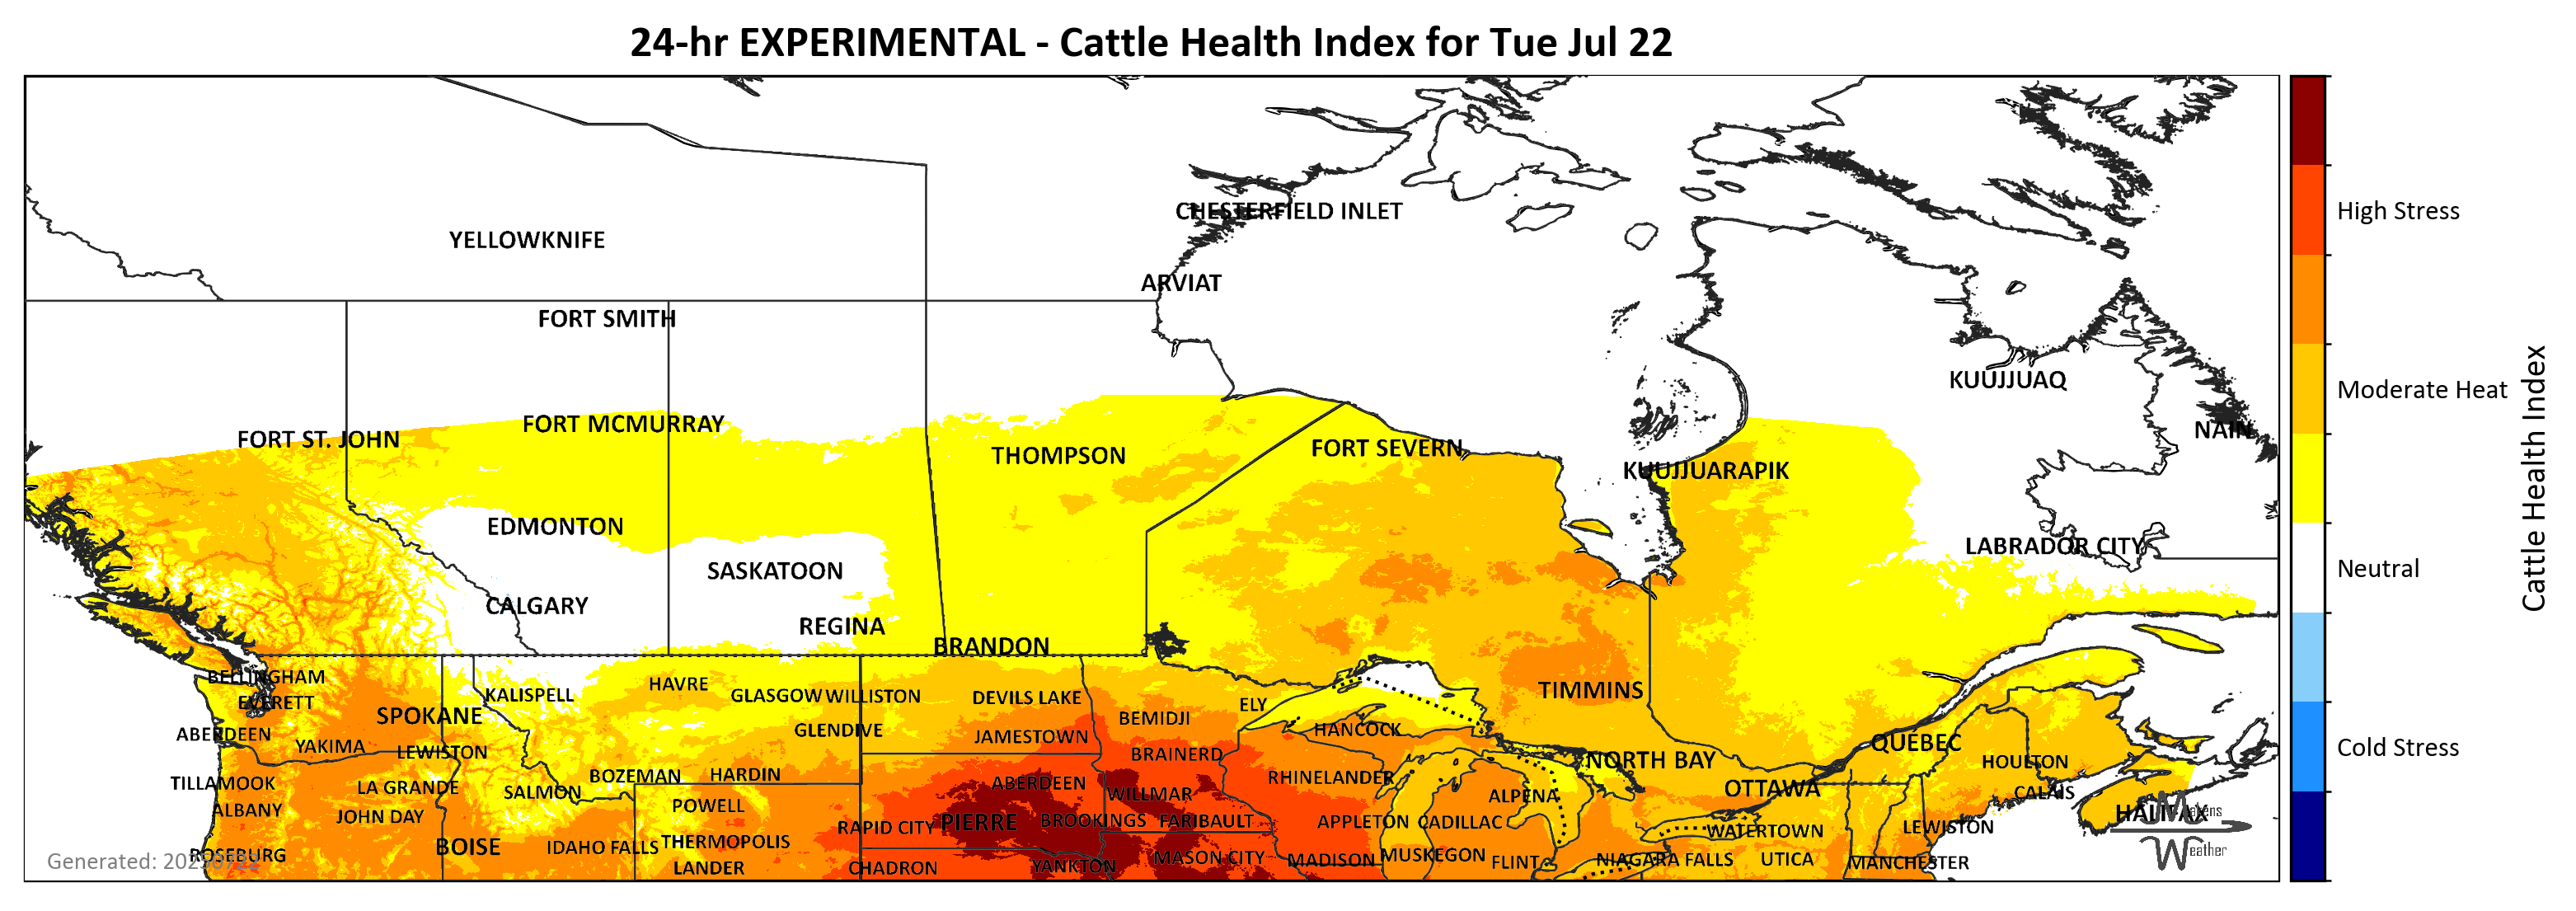 24-hr EXPERIMENTAL - Cattle Health Index for Tue Jul 22
High Stress
Moderate Heat
Neutral
Cold Stress
Cattle Health Index
CHESTERFIELD INLET
YELLOWKNIFE
ARVIAT
FORT SMITH
KUUJJUAQ
FORT MCMURRAY
NAIN
FORT ST. JOHN
FORT SEVERN
THOMPSON
KUUJJUARAPIK
EDMONTON
LABRADOR CITY
SASKATOON
CALGARY
REGINA
BRANDON
BELLINGHAM
HAVRE
TIMMINS
KALISPELL
GLASGOW WILLISTON
DEVILS LAKE
EVERETT
ELY
SPOKANE
BEMIDJI
GLENDIVE
HANCOCK
ABERDEEN
JAMESTOWN
QUEBEC
YAKIMA
LEWISTON
BRAINERD
NORTH BAY
HOULTON
BOZEMAN
HARDIN
RHINELANDER
TILLAMOOK
LA GRANDE
ABERDEEN
OTTAWA
SALMON
WILLMAR
ALPENA
CALAIS
POWELL
ALBANY
JOHN DAY
HALIFAX
Makens
Weather
RAPID CITY
PIERRE
BROOKINGS
FARIBAULT
APPLETON
CADILLAC
WATERTOWN
LEWISTON
THERMOPOLIS
BOISE
IDAHO FALLS
ROSEBURG
MASON CITY
MADISON
MUSKEGON
FLINT
NIAGARA FALLS
UTICA
MANCHESTER
LANDER
CHADRON
YANKTON
Generated: 20250722